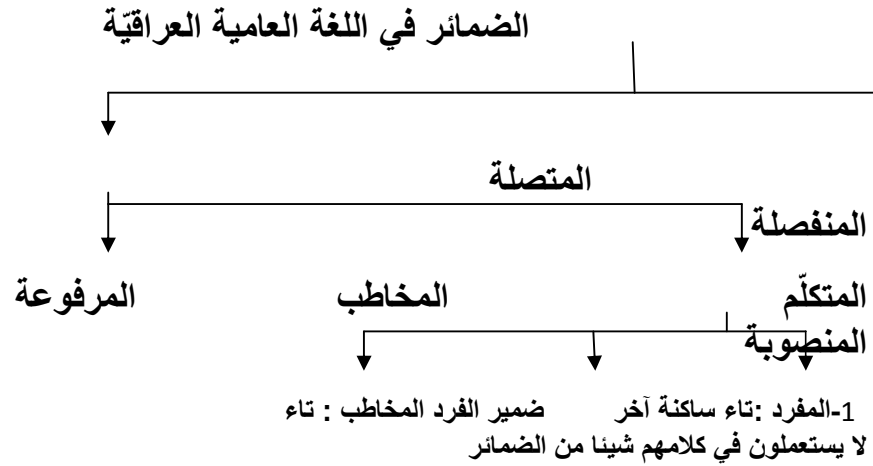 الضمائر في اللغة العامية العراقيّة
المتصلة
المنفصلة
المتكلّم المخاطب المرفوعة
المنصوبة
1-المفرد :تاء ساكنة آخر ضمير الفرد المخاطب : تاء
لا يستعملون في كلامهم شيئا من الضمائر